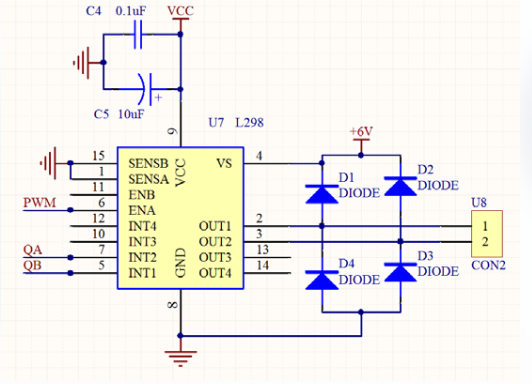 C4 0.1uF VCC
C5 10uF
+
9
U7 L298
+6V
15 SENSB VCC VS 4
1 SENSA
11 ENB
PWM 6 ENA
12 INT4 OUT1 2
10 INT3 OUT2 3
QA 7 INT2 OUT3 13
QB 5 INT1 GND OUT4 14
8
D1
DIODE
D2
DIODE
D4
DIODE
D3
DIODE
U8
1
2
CON2